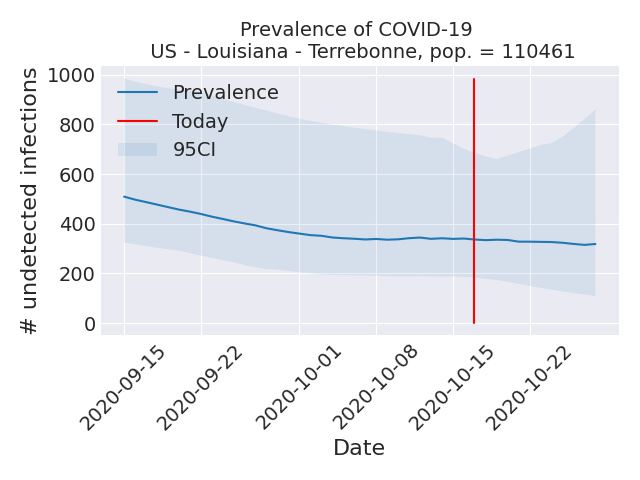 Prevalence of COVID-19
US - Louisiana - Terrebonne, pop. = 110461
# undetected infections
1000
800
600
400
200
0
Prevalence
Today
95CI
2020-09-15
2020-09-22
2020-10-01
2020-10-08
2020-10-15
2020-10-22
Date